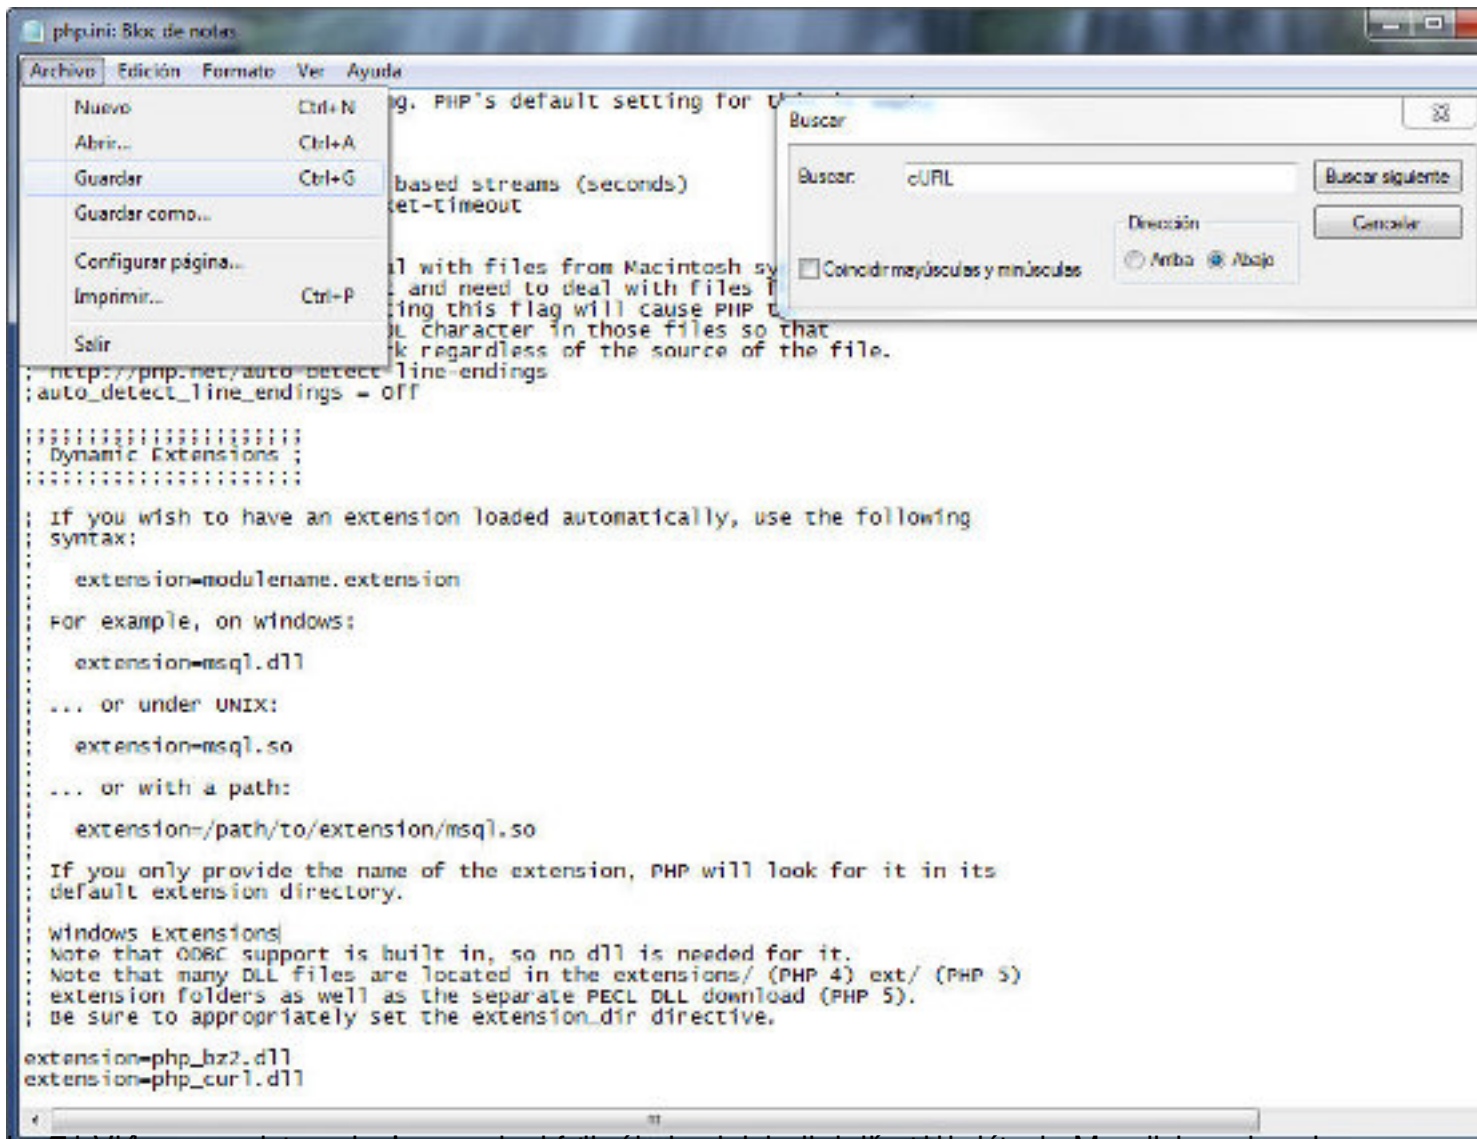 php.ini: Bloc de notas
Archivo Edición Formato Ver Ayuda
Nuevo Ctrl+N
Abrir... Ctrl+A
Guardar Ctrl+G
Guardar como...
Configurar página...
Imprimir... Ctrl+P
Salir
Buscar
Buscar: cURL
Buscar siguiente
Cancelar
Dirección
Arriba Abajo
Coincidir mayúsculas y minúsculas
PHP's default setting for
based streams (seconds)
et-timeout
with files from Macintosh sy
and need to deal with files
ing this flag will cause PHP
character in those files so that
k regardless of the source of the file.
; http://php.net/auto-detect-line-endings
;auto_detect_line_endings = Off
;;;;;;;;;;;;;;;;;;;;;;
; Dynamic Extensions ;
;;;;;;;;;;;;;;;;;;;;;;
; If you wish to have an extension loaded automatically, use the following
; syntax:
;
; extension=modulename.extension
;
; For example, on Windows:
;
; extension=msql.dll
;
; ... or under UNIX:
;
; extension=msql.so
;
; ... or with a path:
;
; extension=/path/to/extension/msql.so
;
; If you only provide the name of the extension, PHP will look for it in its
; default extension directory.
;
; Windows Extensions
; Note that ODBC support is built in, so no dll is needed for it.
; Note that many DLL files are located in the extensions/ (PHP 4) ext/ (PHP 5)
; extension folders as well as the separate PECL DLL download (PHP 5).
; Be sure to appropriately set the extension_dir directive.
extension=php_bz2.dll
extension=php_curl.dll